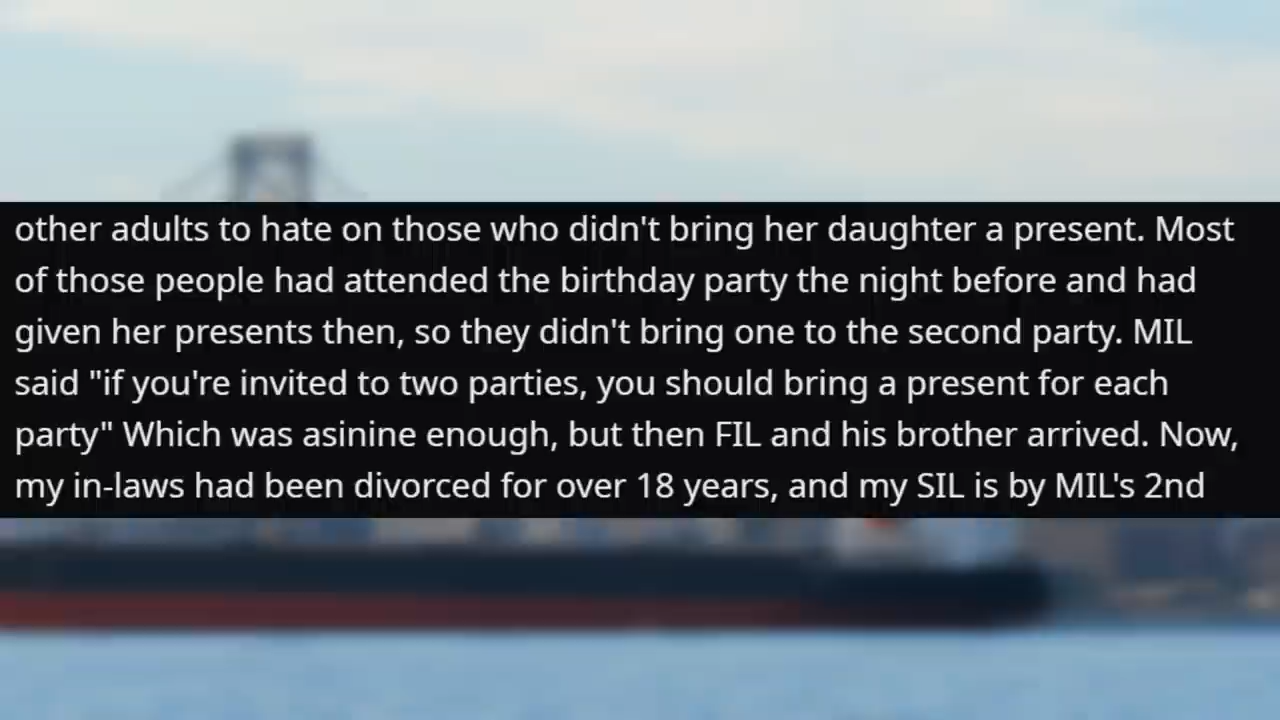 other adults to hate on those who didn't bring her daughter a present. Most
of those people had attended the birthday party the night before and had
given her presents then, so they didn't bring one to the second party. MIL
said "if you're invited to two parties, you should bring a present for each
party" Which was asinine enough, but then FIL and his brother arrived. Now,
my in-laws had been divorced for over 18 years, and my SIL is by MIL's 2nd